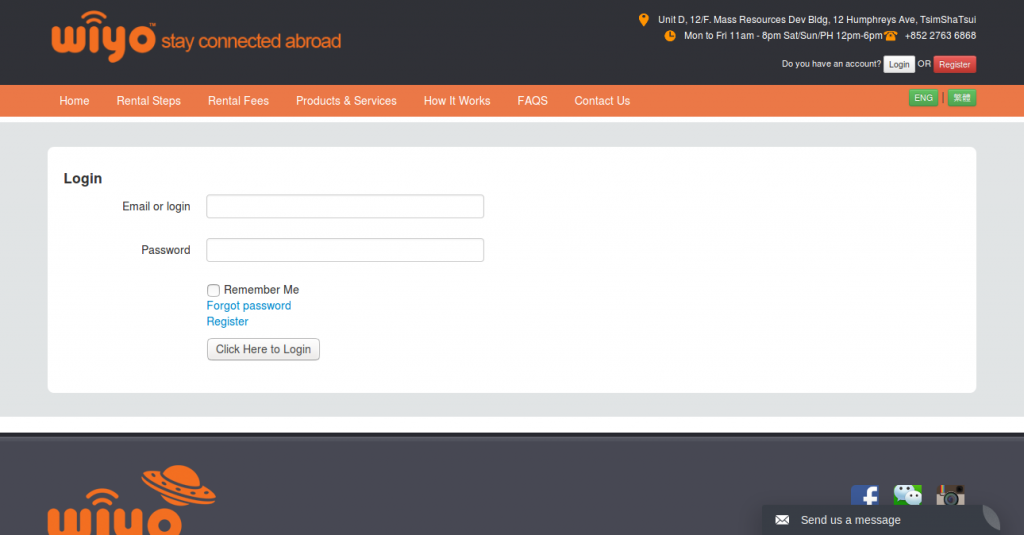 wiyo™ stay connected abroad
Unit D, 12/F. Mass Resources Dev Bldg, 12 Humphreys Ave, TsimShaTsui
Mon to Fri 11am - 8pm Sat/Sun/PH 12pm-6pm +852 2763 6868
Do you have an account? Login OR Register
Home Rental Steps Rental Fees Products & Services How It Works FAQS Contact Us ENG | 繁體
Login
Email or login
Password
Remember Me
Forgot password
Register
Click Here to Login
wiyo
Send us a message